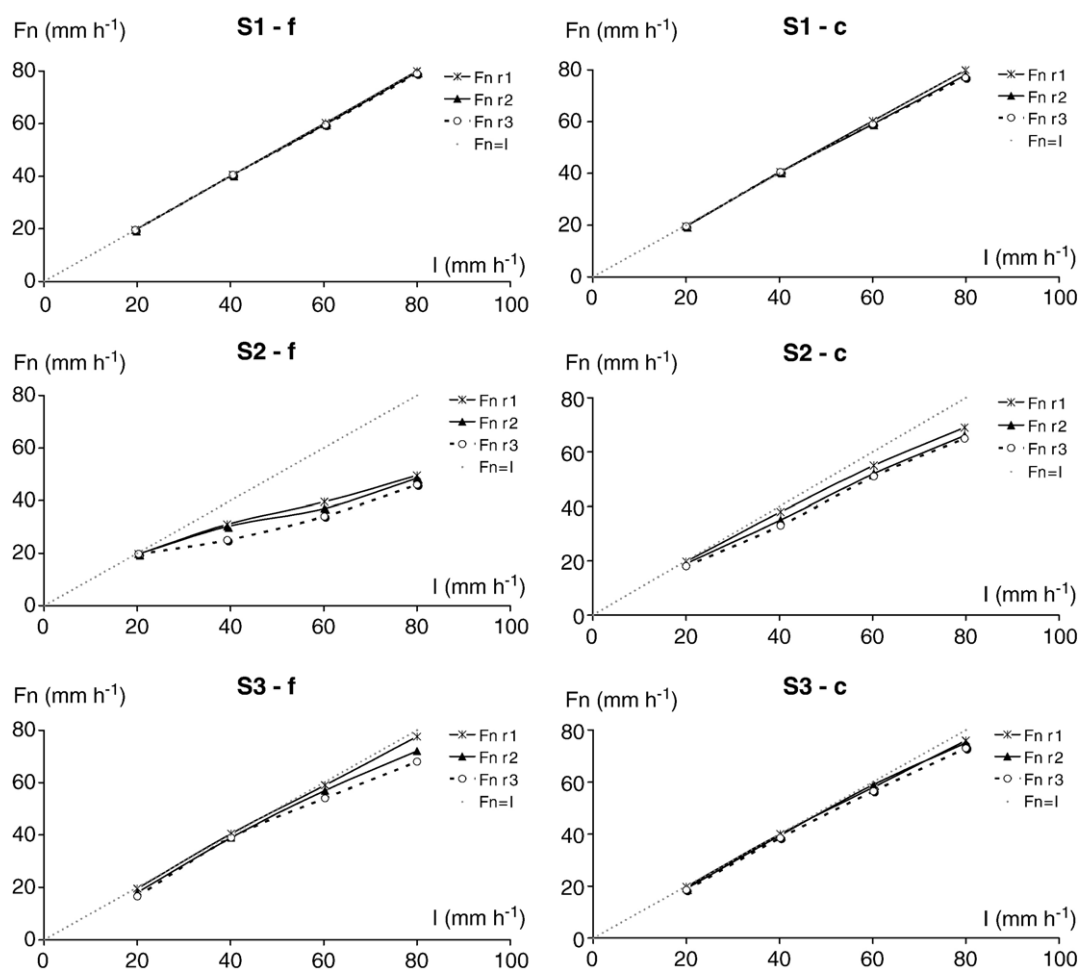 Fn (mm h-1)
S1 - f
80
60
40
20
0
0 20 40 60 80 100
I (mm h-1)
Fn r1
Fn r2
Fn r3
Fn=I
Fn (mm h-1)
S1 - c
80
60
40
20
0
0 20 40 60 80 100
I (mm h-1)
Fn r1
Fn r2
Fn r3
Fn=I
Fn (mm h-1)
S2 - f
80
60
40
20
0
0 20 40 60 80 100
I (mm h-1)
Fn r1
Fn r2
Fn r3
Fn=I
Fn (mm h-1)
S2 - c
80
60
40
20
0
0 20 40 60 80 100
I (mm h-1)
Fn r1
Fn r2
Fn r3
Fn=I
Fn (mm h-1)
S3 - f
80
60
40
20
0
0 20 40 60 80 100
I (mm h-1)
Fn r1
Fn r2
Fn r3
Fn=I
Fn (mm h-1)
S3 - c
80
60
40
20
0
0 20 40 60 80 100
I (mm h-1)
Fn r1
Fn r2
Fn r3
Fn=I